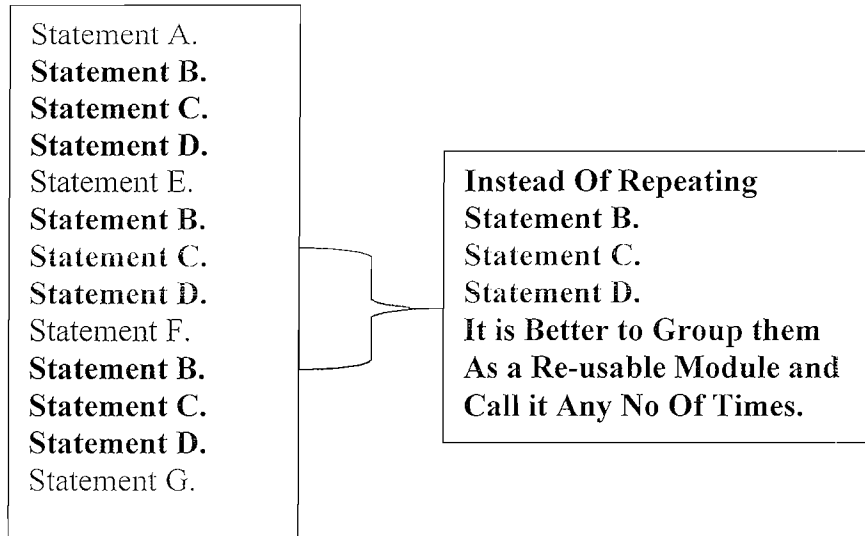 Statement A.
Statement B.
Statement C.
Statement D.
Statement E.
Statement B.
Statement C.
Statement D.
Statement F.
Statement B.
Statement C.
Statement D.
Statement G.
Instead Of Repeating
Statement B.
Statement C.
Statement D.
It is Better to Group them
As a Re-usable Module and
Call it Any No Of Times.